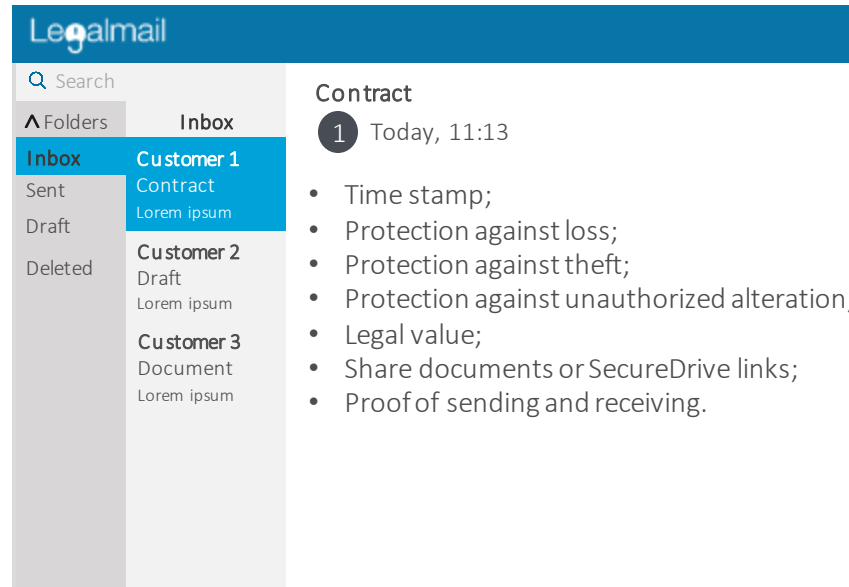 Legalmail
Search
Folders
Inbox
Sent
Draft
Deleted
Inbox
Customer 1
Contract
Lorem ipsum
Customer 2
Draft
Lorem ipsum
Customer 3
Document
Lorem ipsum
Contract
1 Today, 11:13
• Time stamp;
• Protection against loss;
• Protection against theft;
• Protection against unauthorized alteration;
• Legal value;
• Share documents or SecureDrive links;
• Proof of sending and receiving.